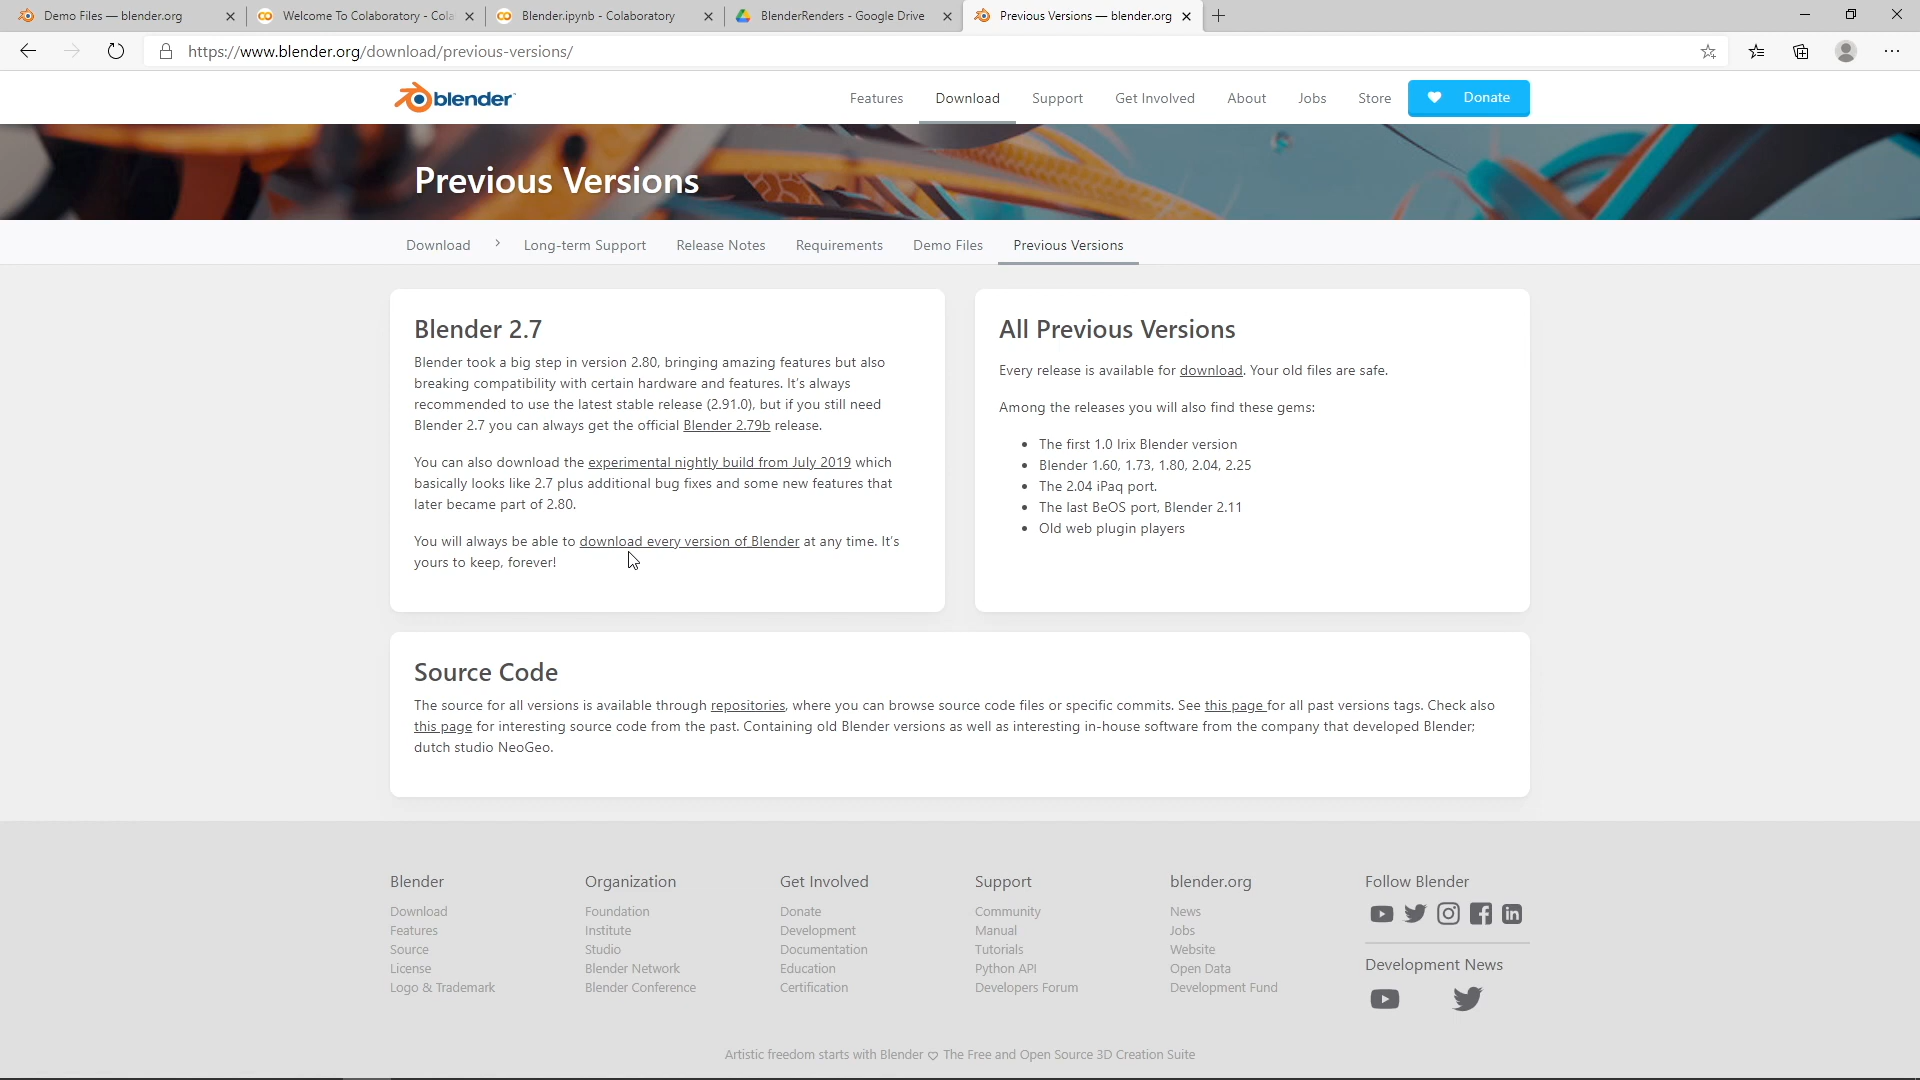 Demo Files — blender.org
Welcome To Colaboratory - Cola
Blender.ipynb - Colaboratory
BlenderRenders - Google Drive
Previous Versions — blender.org
https://www.blender.org/download/previous-versions/
blender
Features
Download
Support
Get Involved
About
Jobs
Store
Donate
Previous Versions
Download
Long-term Support
Release Notes
Requirements
Demo Files
Previous Versions
Blender 2.7
Blender took a big step in version 2.80, bringing amazing features but also
breaking compatibility with certain hardware and features. It's always
recommended to use the latest stable release (2.91.0), but if you still need
Blender 2.7 you can always get the official Blender 2.79b release.
You can also download the experimental nightly build from July 2019 which
basically looks like 2.7 plus additional bug fixes and some new features that
later became part of 2.80.
You will always be able to download every version of Blender at any time. It's
yours to keep, forever!
All Previous Versions
Every release is available for download. Your old files are safe.
Among the releases you will also find these gems:
• The first 1.0 Irix Blender version
• Blender 1.60, 1.73, 1.80, 2.04, 2.25
• The 2.04 iPaq port.
• The last BeOS port, Blender 2.11
• Old web plugin players
Source Code
The source for all versions is available through repositories, where you can browse source code files or specific commits. See this page for all past versions tags. Check also
this page for interesting source code from the past. Containing old Blender versions as well as interesting in-house software from the company that developed Blender;
dutch studio NeoGeo.
Blender
Download
Features
Source
License
Logo & Trademark
Organization
Foundation
Institute
Studio
Blender Network
Blender Conference
Get Involved
Donate
Development
Documentation
Education
Certification
Support
Community
Manual
Tutorials
Python API
Developers Forum
blender.org
News
Jobs
Website
Open Data
Development Fund
Follow Blender
Development News
Artistic freedom starts with Blender ♡ The Free and Open Source 3D Creation Suite